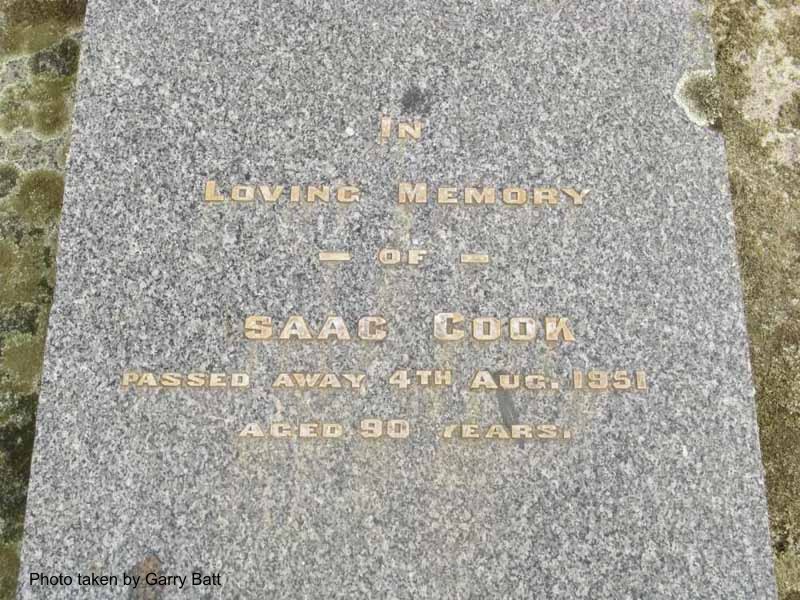 IN
LOVING MEMORY
— OF —
SAAC COOK
PASSED AWAY 4TH AUG. 1951
AGED 90 YEARS.
Photo taken by Garry Batt